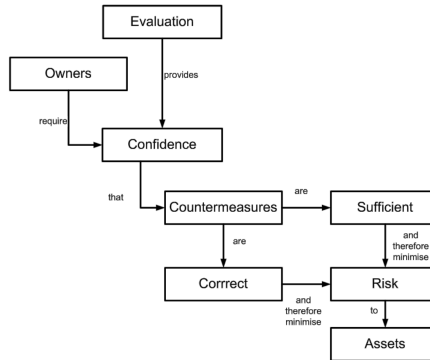 Evaluation
Owners
provides
require
Confidence
that
Countermeasures
are
Sufficient
are
and
therefore
minimise
Corrrect
and
therefore
minimise
Risk
to
Assets